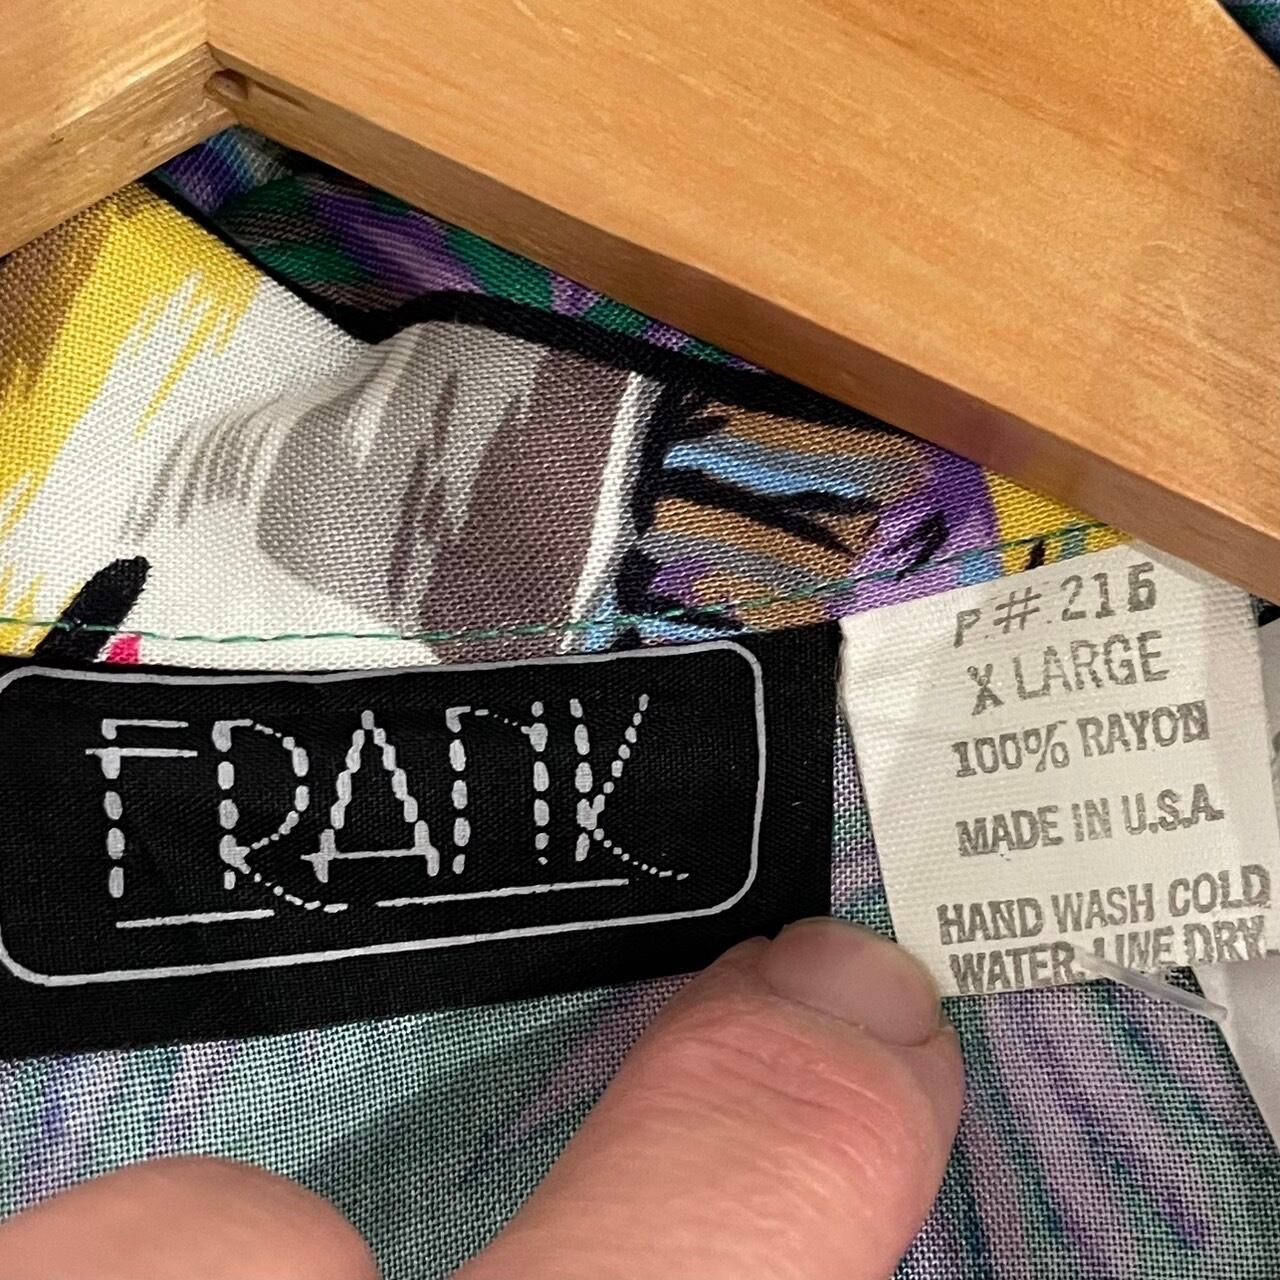 FRANK
P# 216
X LARGE
100% RAYON
MADE IN U.S.A.
HAND WASH COLD
WATER, LINE DRY